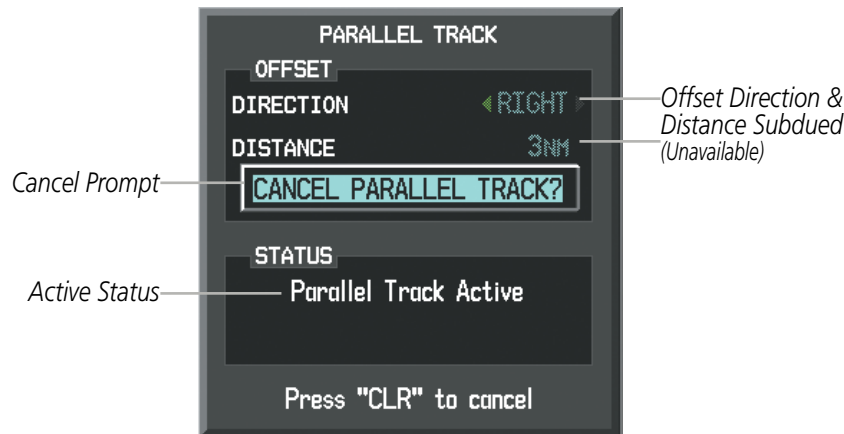 PARALLEL TRACK
OFFSET
DIRECTION RIGHT
Offset Direction &
Distance Subdued
(Unavailable)
DISTANCE 3NM
Cancel Prompt
CANCEL PARALLEL TRACK?
STATUS
Active Status
Parallel Track Active
Press "CLR" to cancel